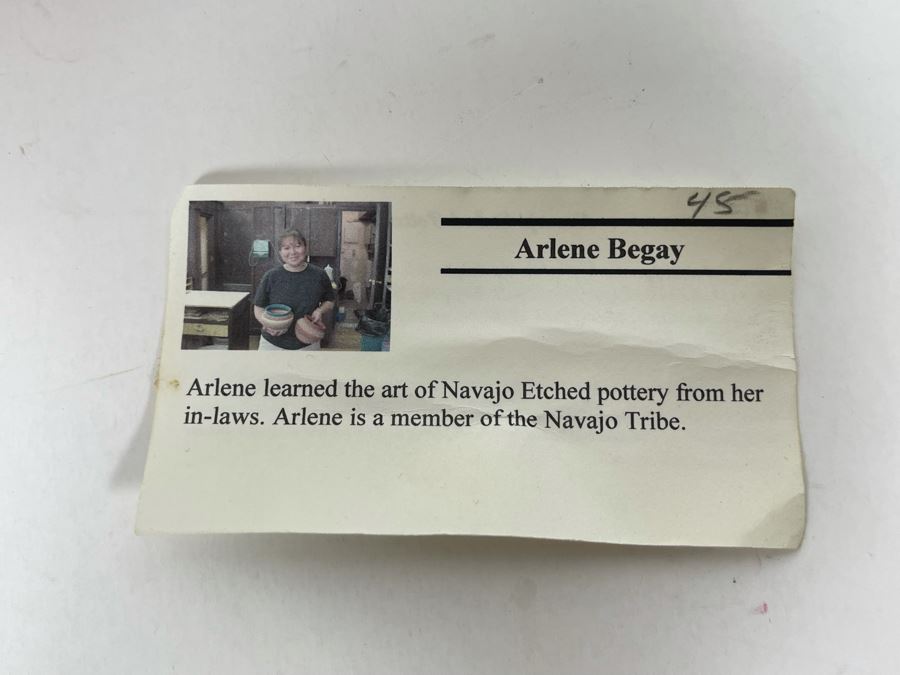 45
Arlene Begay
Arlene learned the art of Navajo Etched pottery from her
in-laws. Arlene is a member of the Navajo Tribe.